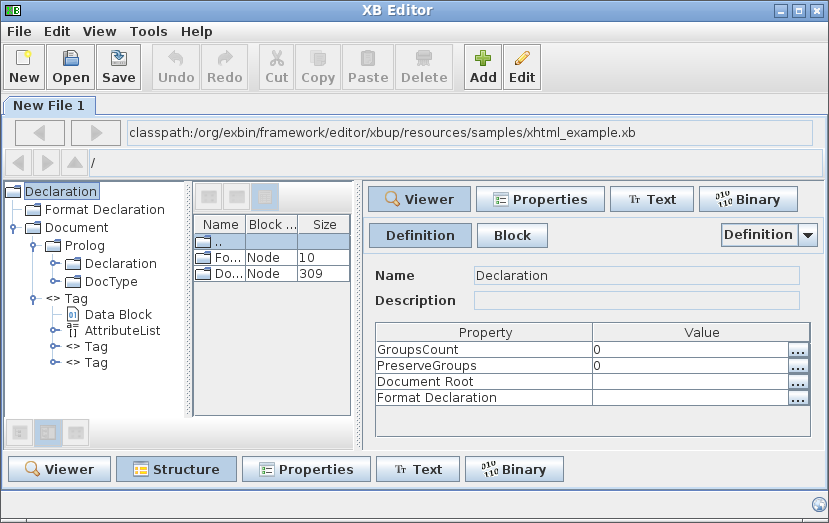 XB Editor
File Edit View Tools Help
New Open Save Undo Redo Cut Copy Paste Delete Add Edit
New File 1
classpath:/org/exbin/framework/editor/xbup/resources/samples/xhtml_example.xb
/
Declaration
Format Declaration
Document
Prolog
Declaration
DocType
<> Tag
Data Block
AttributeList
<> Tag
<> Tag
Name Block ... Size
..
Fo... Node 10
Do... Node 309
Viewer Properties Text Binary
Definition Block Definition
Name Declaration
Description
Property Value
GroupsCount 0 ...
PreserveGroups 0 ...
Document Root ...
Format Declaration ...
Viewer Structure Properties Text Binary